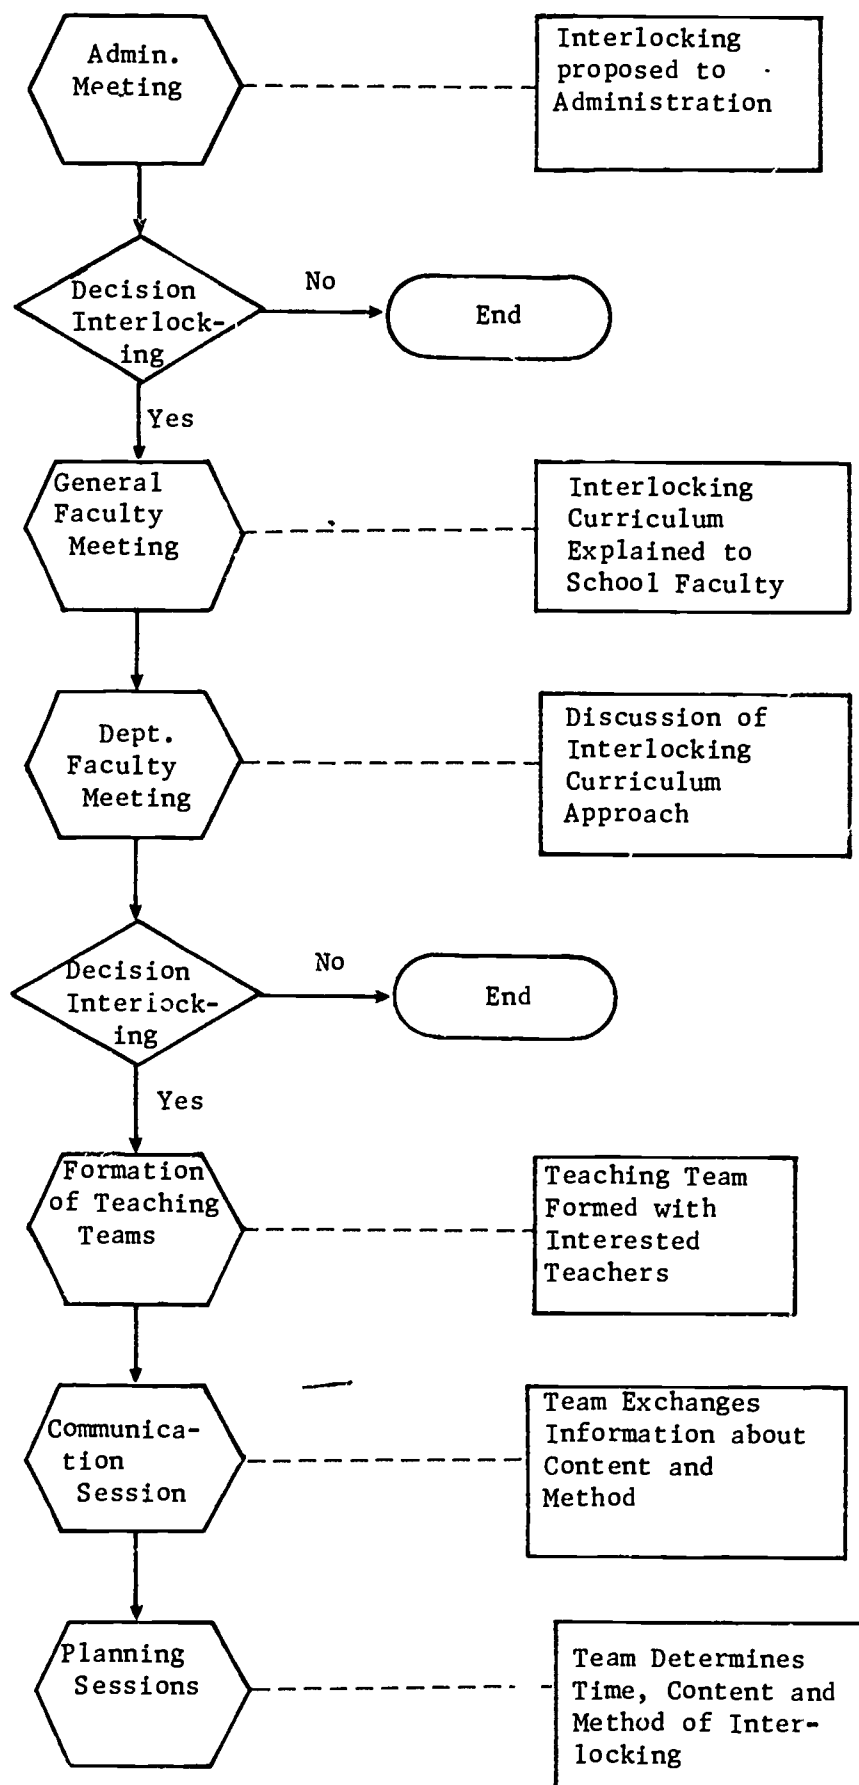 Admin.
Meeting
Interlocking
proposed to
Administration
Decision
Interlock-
ing
No
End
Yes
General
Faculty
Meeting
Interlocking
Curriculum
Explained to
School Faculty
Dept.
Faculty
Meeting
Discussion of
Interlocking
Curriculum
Approach
Decision
Interlock-
ing
No
End
Yes
Formation
of Teaching
Teams
Teaching Team
Formed with
Interested
Teachers
Communica-
tion
Session
Team Exchanges
Information about
Content and
Method
Planning
Sessions
Team Determines
Time, Content and
Method of Inter-
locking